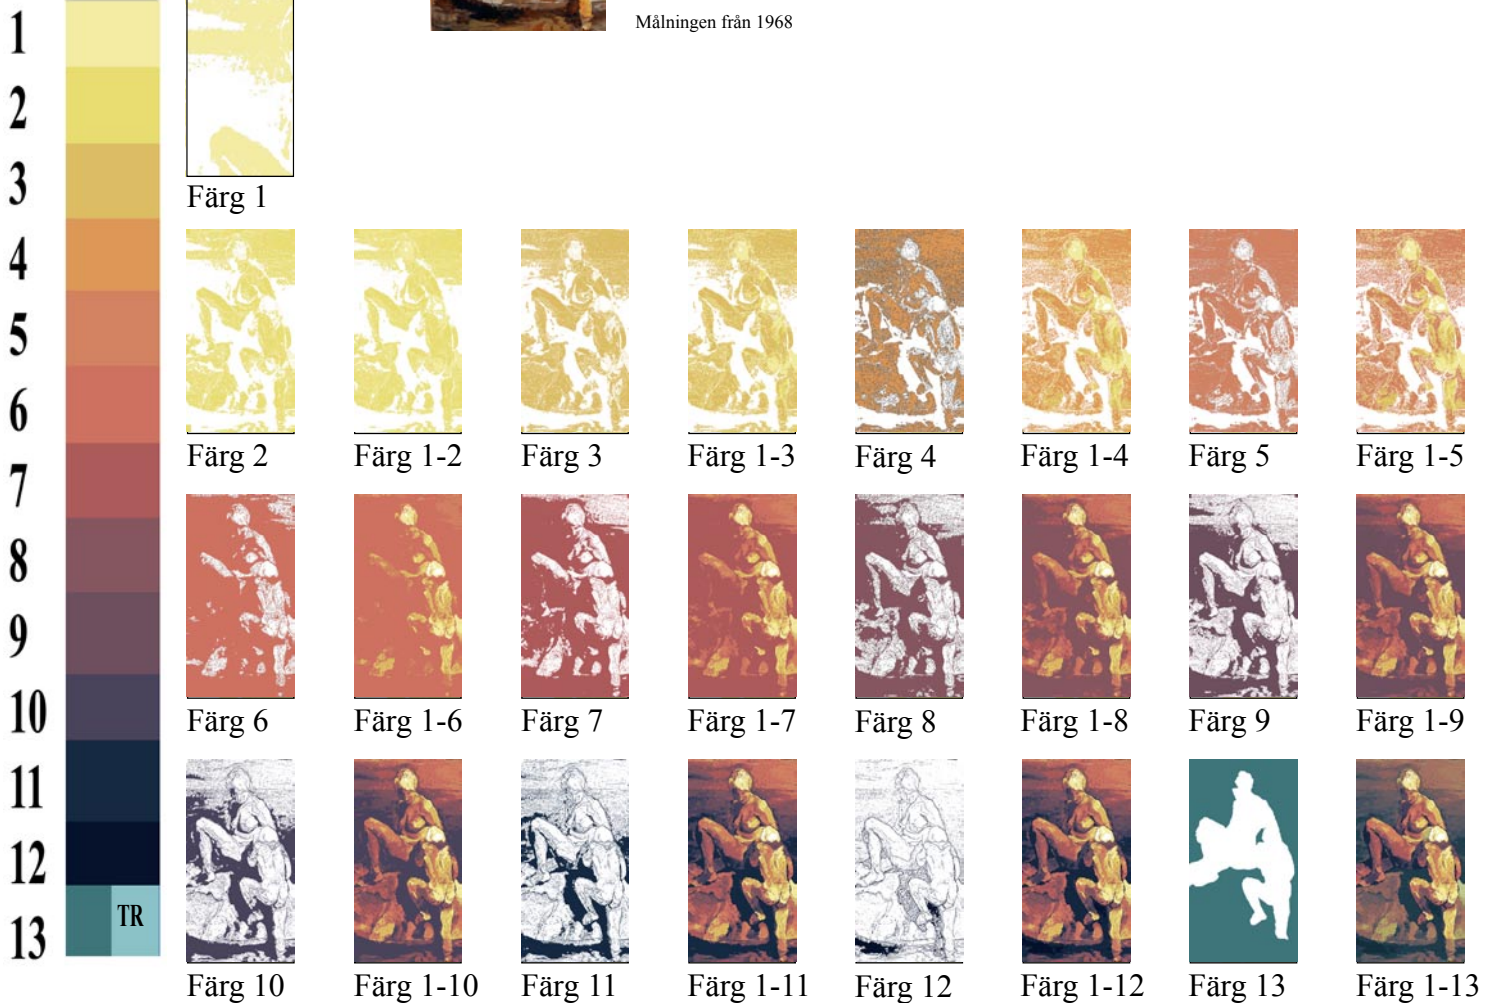 Målningen från 1968
1
2
3
4
5
6
7
8
9
10
11
12
13
TR
Färg 1
Färg 2 Färg 1-2 Färg 3 Färg 1-3 Färg 4 Färg 1-4 Färg 5 Färg 1-5
Färg 6 Färg 1-6 Färg 7 Färg 1-7 Färg 8 Färg 1-8 Färg 9 Färg 1-9
Färg 10 Färg 1-10 Färg 11 Färg 1-11 Färg 12 Färg 1-12 Färg 13 Färg 1-13